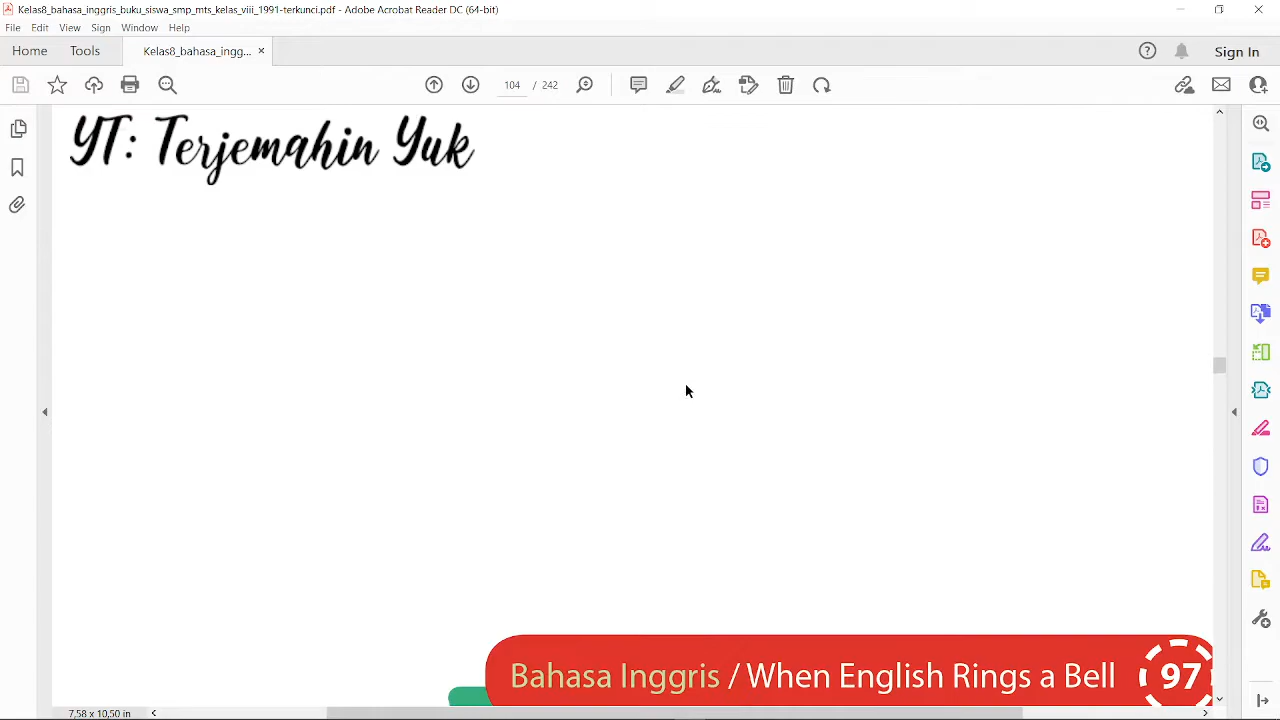 Kelas8_bahasa_inggris_buku_siswa_smp_mts_kelas_viii_1991-terkunci.pdf - Adobe Acrobat Reader DC (64-bit)
File Edit View Sign Window Help
Home Tools Kelas8_bahasa_ingg... × Sign In
104 / 242
YT: Terjemahin Yuk
Bahasa Inggris / When English Rings a Bell 97
7,58 x 10,50 in